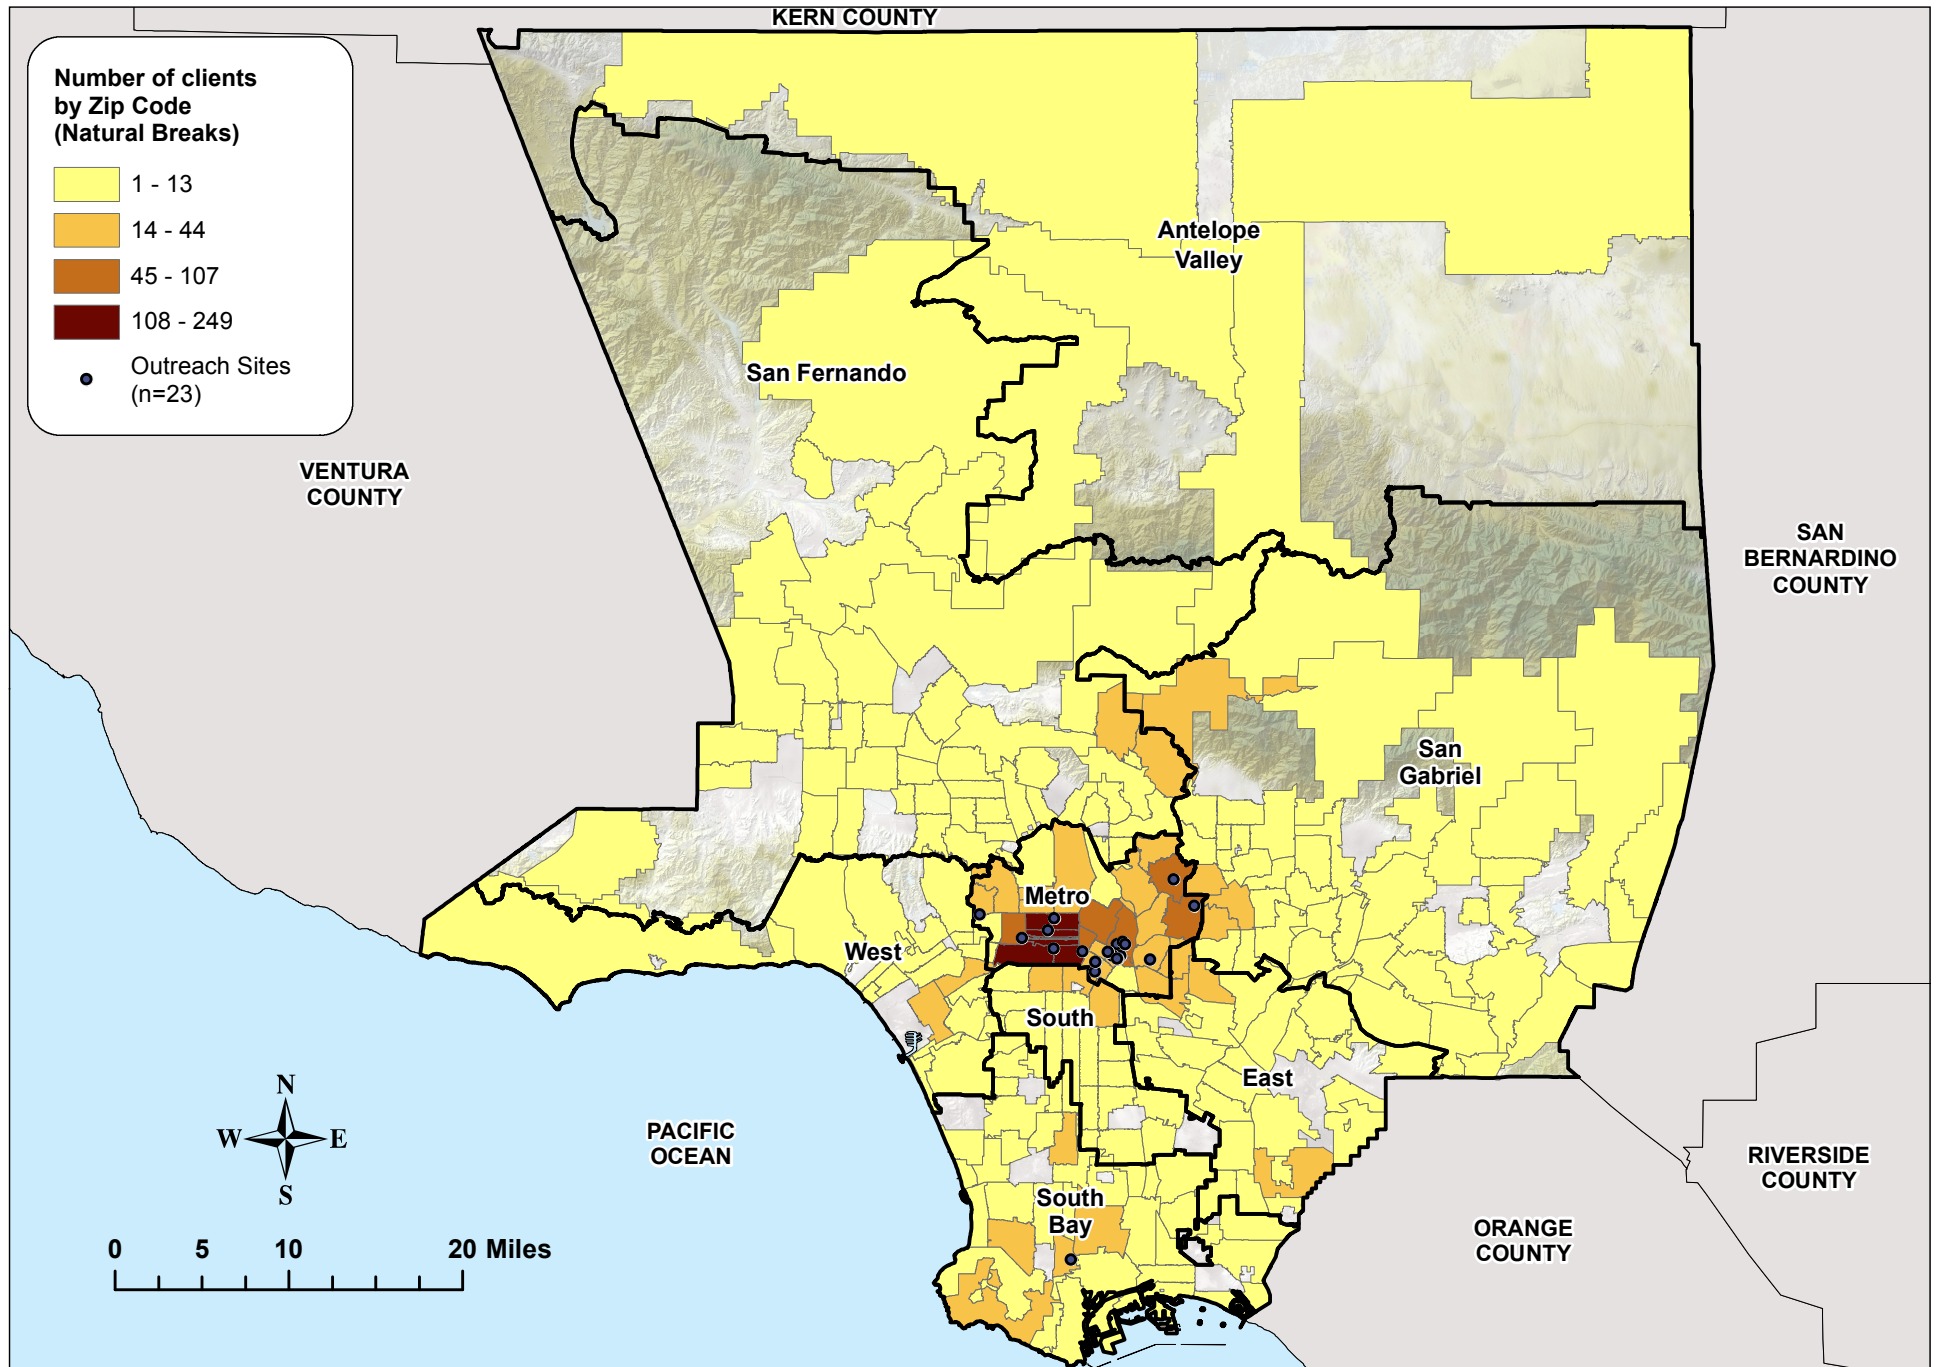 KERN COUNTY
Number of clients
by Zip Code
(Natural Breaks)
1 - 13
14 - 44
45 - 107
108 - 249
Outreach Sites
(n=23)
Antelope
Valley
San Fernando
VENTURA
COUNTY
SAN
BERNARDINO
COUNTY
San
Gabriel
Metro
West
South
East
N
W
E
S
PACIFIC
OCEAN
RIVERSIDE
COUNTY
South
Bay
ORANGE
COUNTY
0 5 10 20 Miles